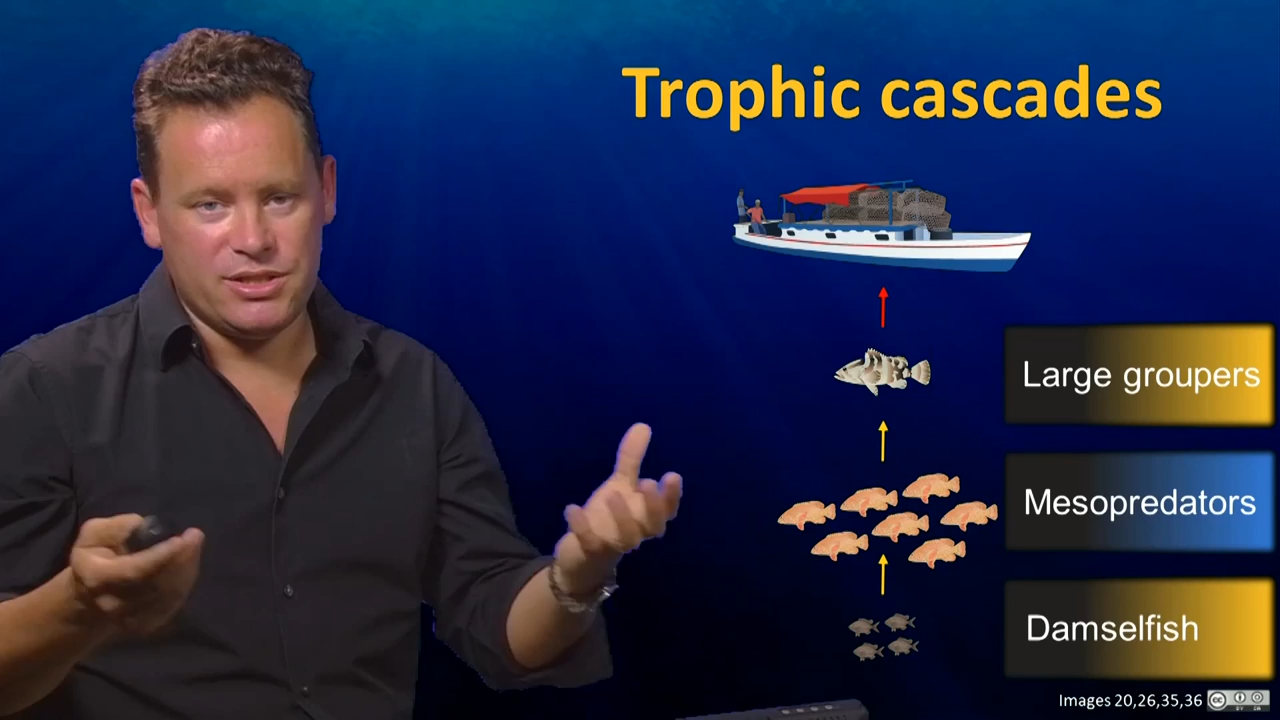 Trophic cascades
Large groupers
Mesopredators
Damselfish
Images 20,26,35,36